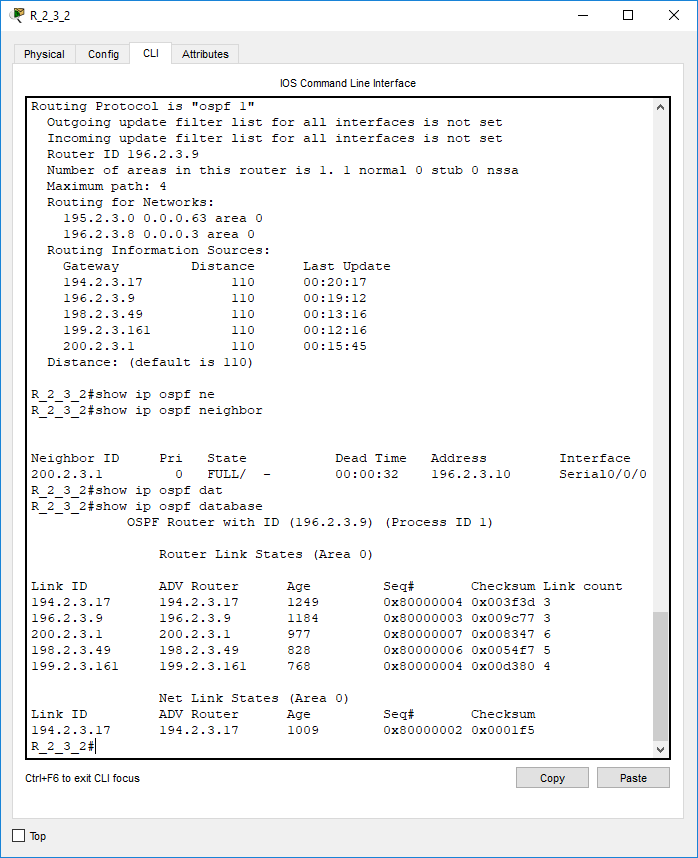 R_2_3_2
Physical Config CLI Attributes
IOS Command Line Interface
Routing Protocol is "ospf 1"
  Outgoing update filter list for all interfaces is not set
  Incoming update filter list for all interfaces is not set
  Router ID 196.2.3.9
  Number of areas in this router is 1. 1 normal 0 stub 0 nssa
  Maximum path: 4
  Routing for Networks:
    195.2.3.0 0.0.0.63 area 0
    196.2.3.8 0.0.0.3 area 0
  Routing Information Sources:
    Gateway         Distance      Last Update
    194.2.3.17           110      00:20:17
    196.2.3.9            110      00:19:12
    198.2.3.49           110      00:13:16
    199.2.3.161          110      00:12:16
    200.2.3.1            110      00:15:45
  Distance: (default is 110)
R_2_3_2#show ip ospf ne
R_2_3_2#show ip ospf neighbor
Neighbor ID     Pri   State           Dead Time   Address         Interface
200.2.3.1         0   FULL/  -        00:00:32    196.2.3.10      Serial0/0/0
R_2_3_2#show ip ospf dat
R_2_3_2#show ip ospf database
            OSPF Router with ID (196.2.3.9) (Process ID 1)
                Router Link States (Area 0)
Link ID         ADV Router      Age         Seq#       Checksum Link count
194.2.3.17      194.2.3.17      1249        0x80000004 0x003f3d 3
196.2.3.9       196.2.3.9       1184        0x80000003 0x009c77 3
200.2.3.1       200.2.3.1       977         0x80000007 0x008347 6
198.2.3.49      198.2.3.49      828         0x80000006 0x0054f7 5
199.2.3.161     199.2.3.161     768         0x80000004 0x00d380 4
                Net Link States (Area 0)
Link ID         ADV Router      Age         Seq#       Checksum
194.2.3.17      194.2.3.17      1009        0x80000002 0x0001f5
R_2_3_2#
Ctrl+F6 to exit CLI focus
Copy Paste
Top